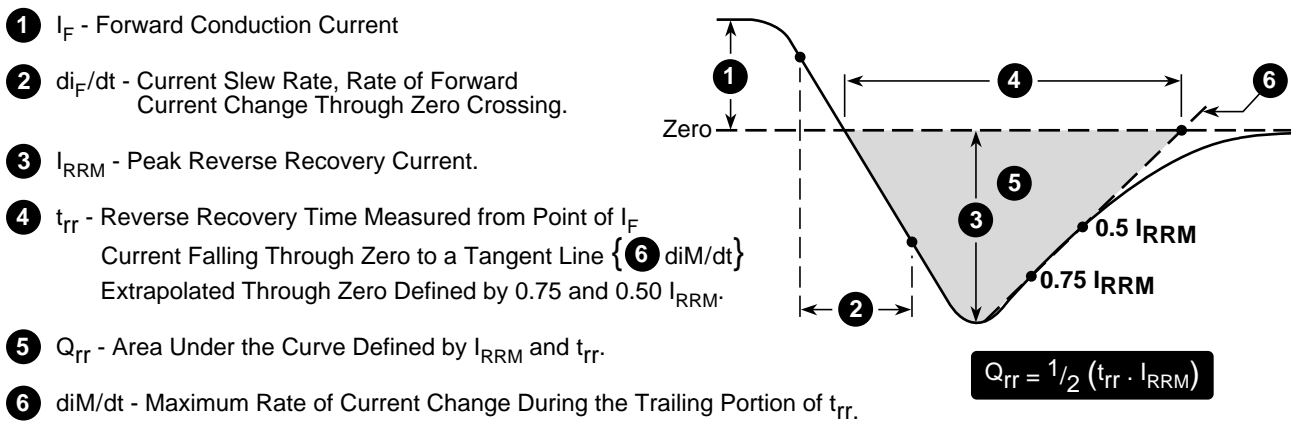 1 I_F - Forward Conduction Current
2 di_F/dt - Current Slew Rate, Rate of Forward
Current Change Through Zero Crossing.
3 I_RRM - Peak Reverse Recovery Current.
4 t_rr - Reverse Recovery Time Measured from Point of I_F
Current Falling Through Zero to a Tangent Line {6 diM/dt}
Extrapolated Through Zero Defined by 0.75 and 0.50 I_RRM.
5 Q_rr - Area Under the Curve Defined by I_RRM and t_rr.
6 diM/dt - Maximum Rate of Current Change During the Trailing Portion of t_rr.
1
4
6
Zero
5
3
0.5 I_RRM
0.75 I_RRM
2
Q_rr = 1/2 (t_rr . I_RRM)